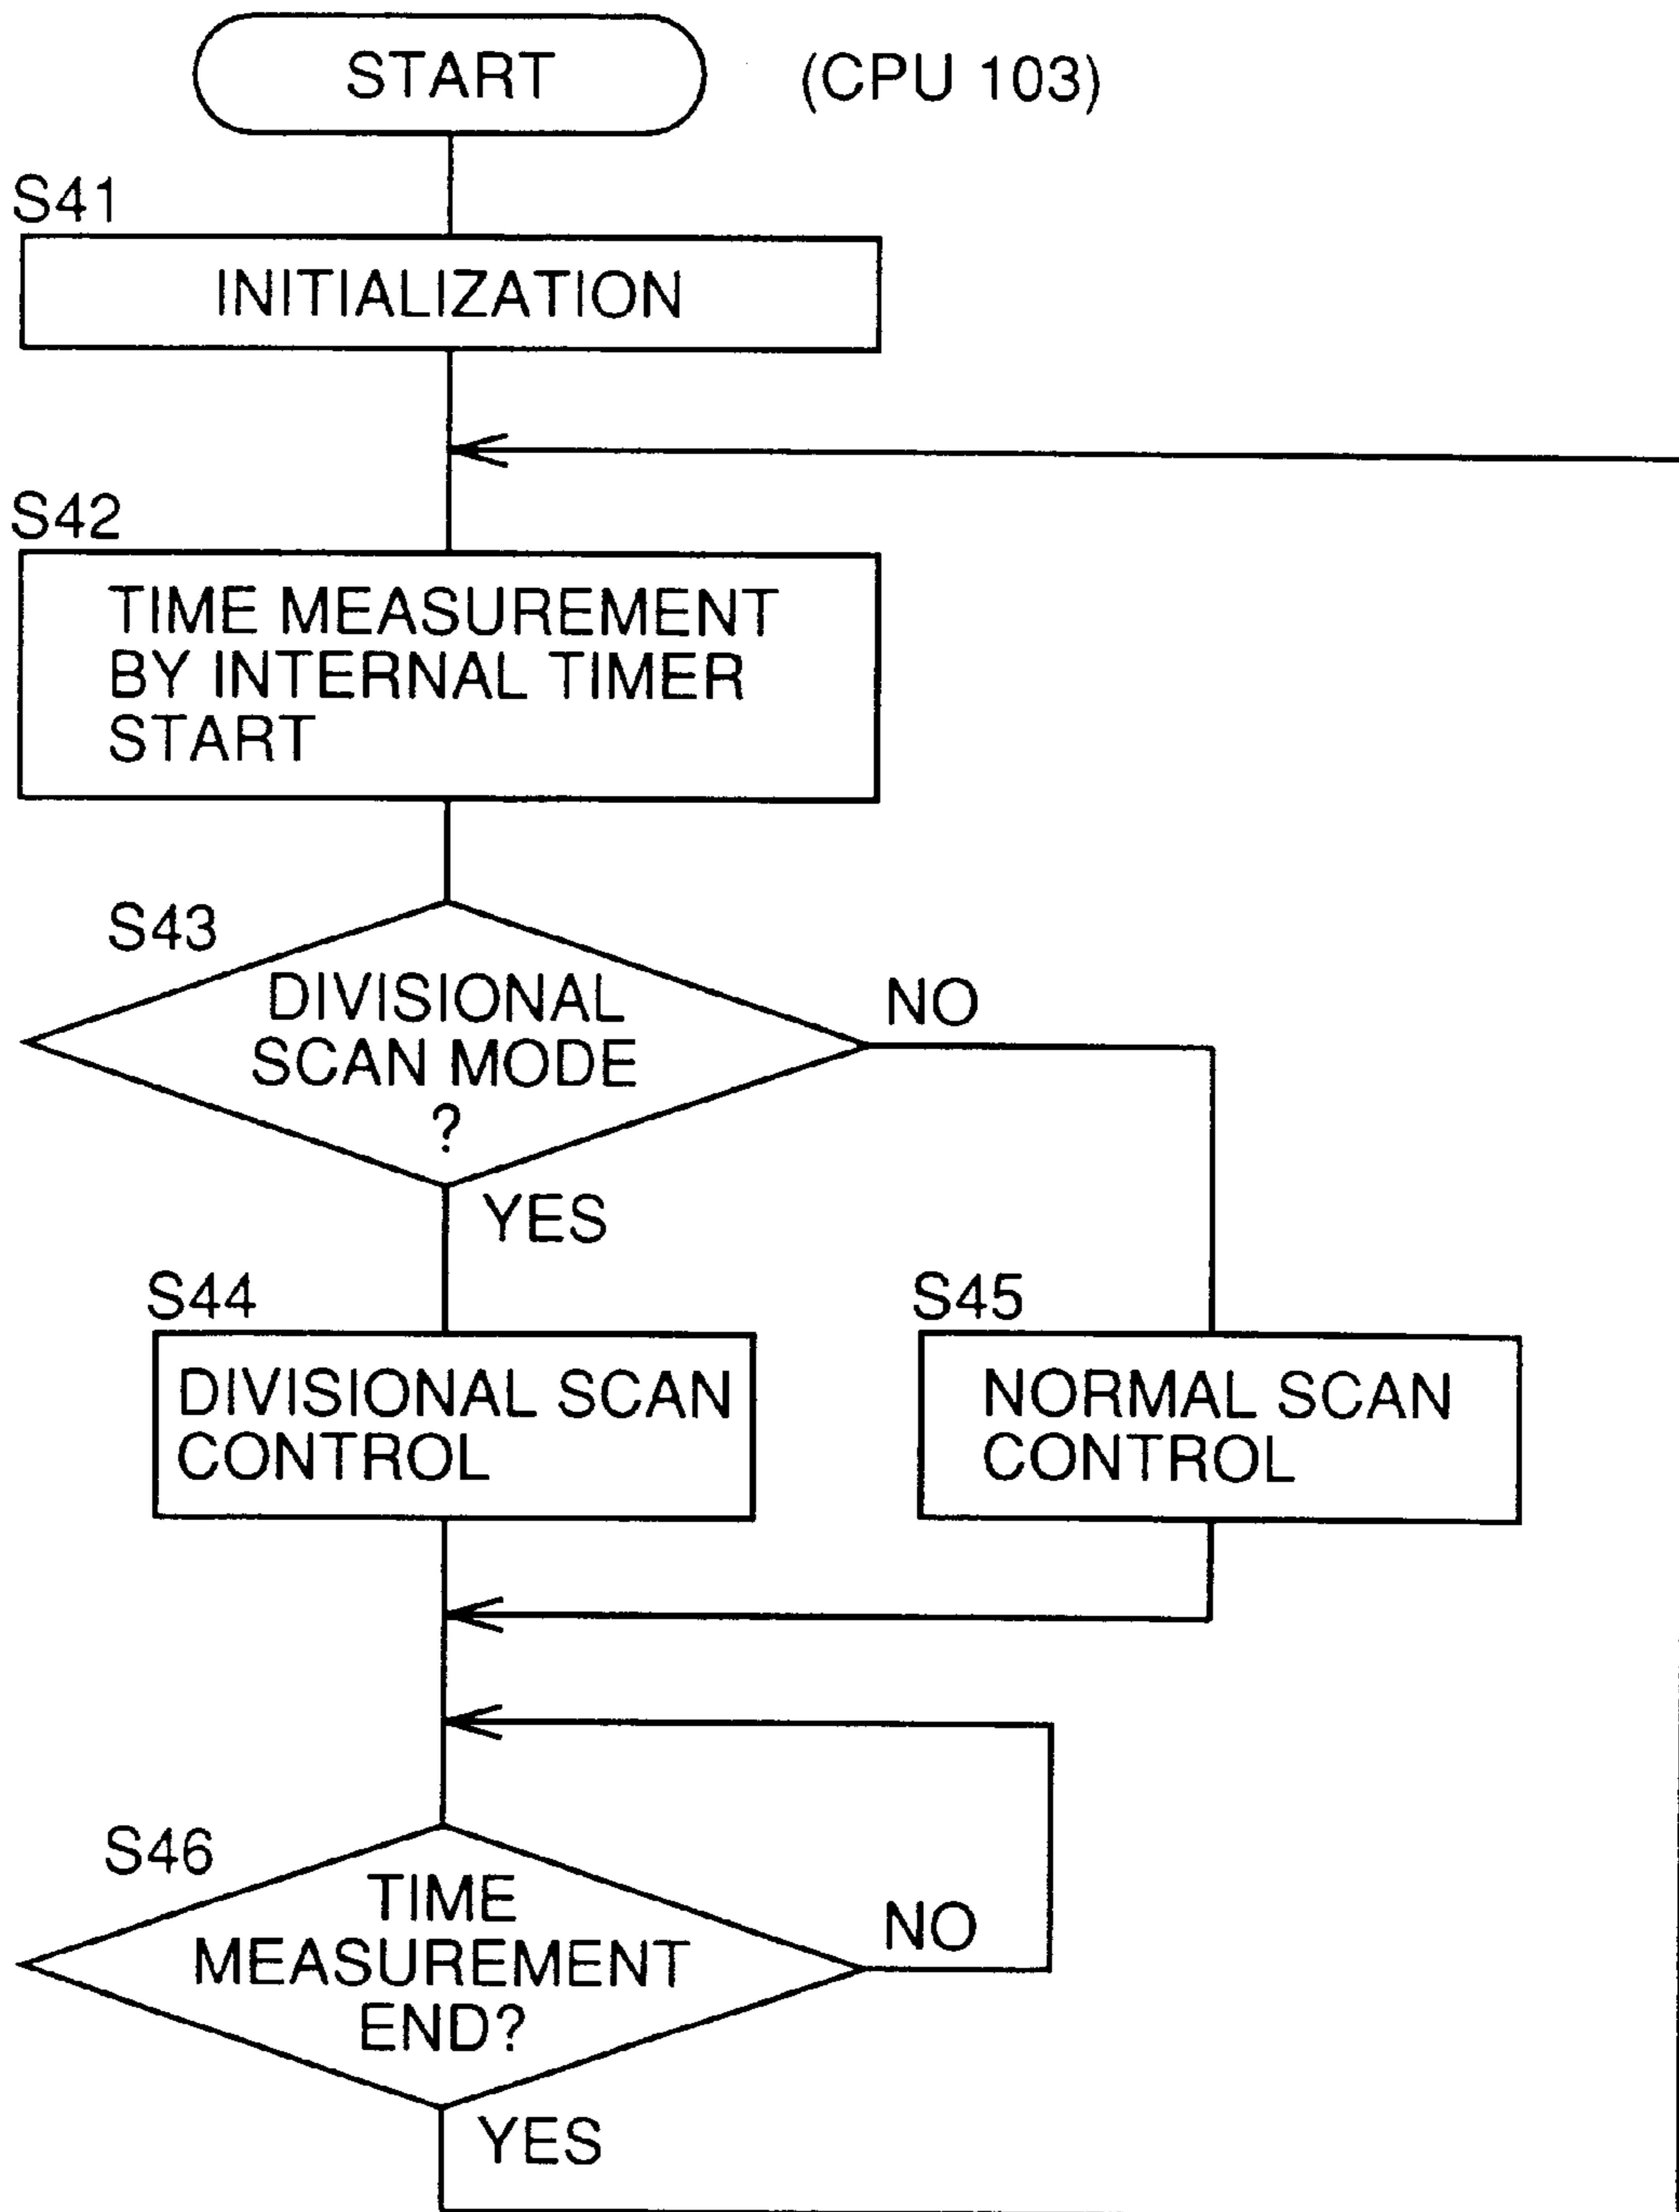 START
(CPU 103)
S41
INITIALIZATION
S42
TIME MEASUREMENT
BY INTERNAL TIMER
START
S43
DIVISIONAL
SCAN MODE
?
NO
YES
S44
DIVISIONAL SCAN
CONTROL
S45
NORMAL SCAN
CONTROL
S46
TIME
MEASUREMENT
END?
NO
YES